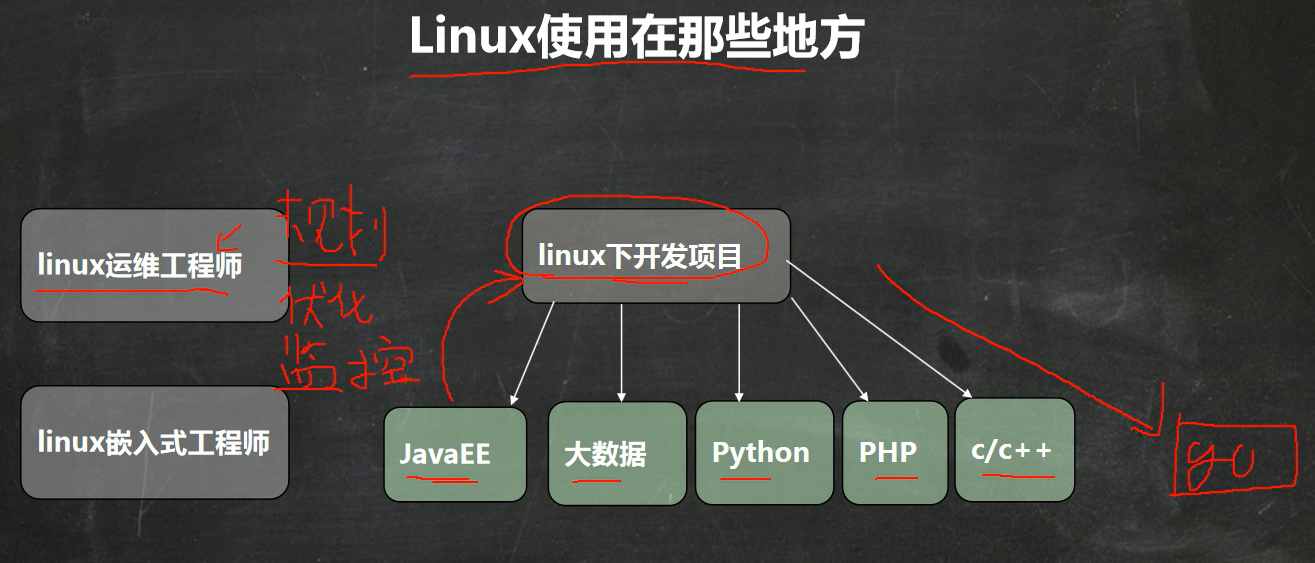 Linux使用在那些地方
linux运维工程师
规划
优化
监控
linux嵌入式工程师
linux下开发项目
JavaEE
大数据
Python
PHP
c/c++
go